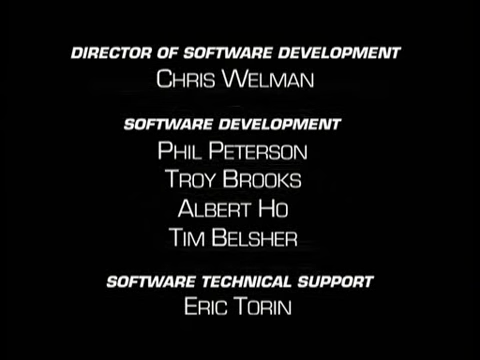 DIRECTOR OF SOFTWARE DEVELOPMENT
CHRIS WELMAN
SOFTWARE DEVELOPMENT
PHIL PETERSON
TROY BROOKS
ALBERT HO
TIM BELSHER
SOFTWARE TECHNICAL SUPPORT
ERIC TORIN